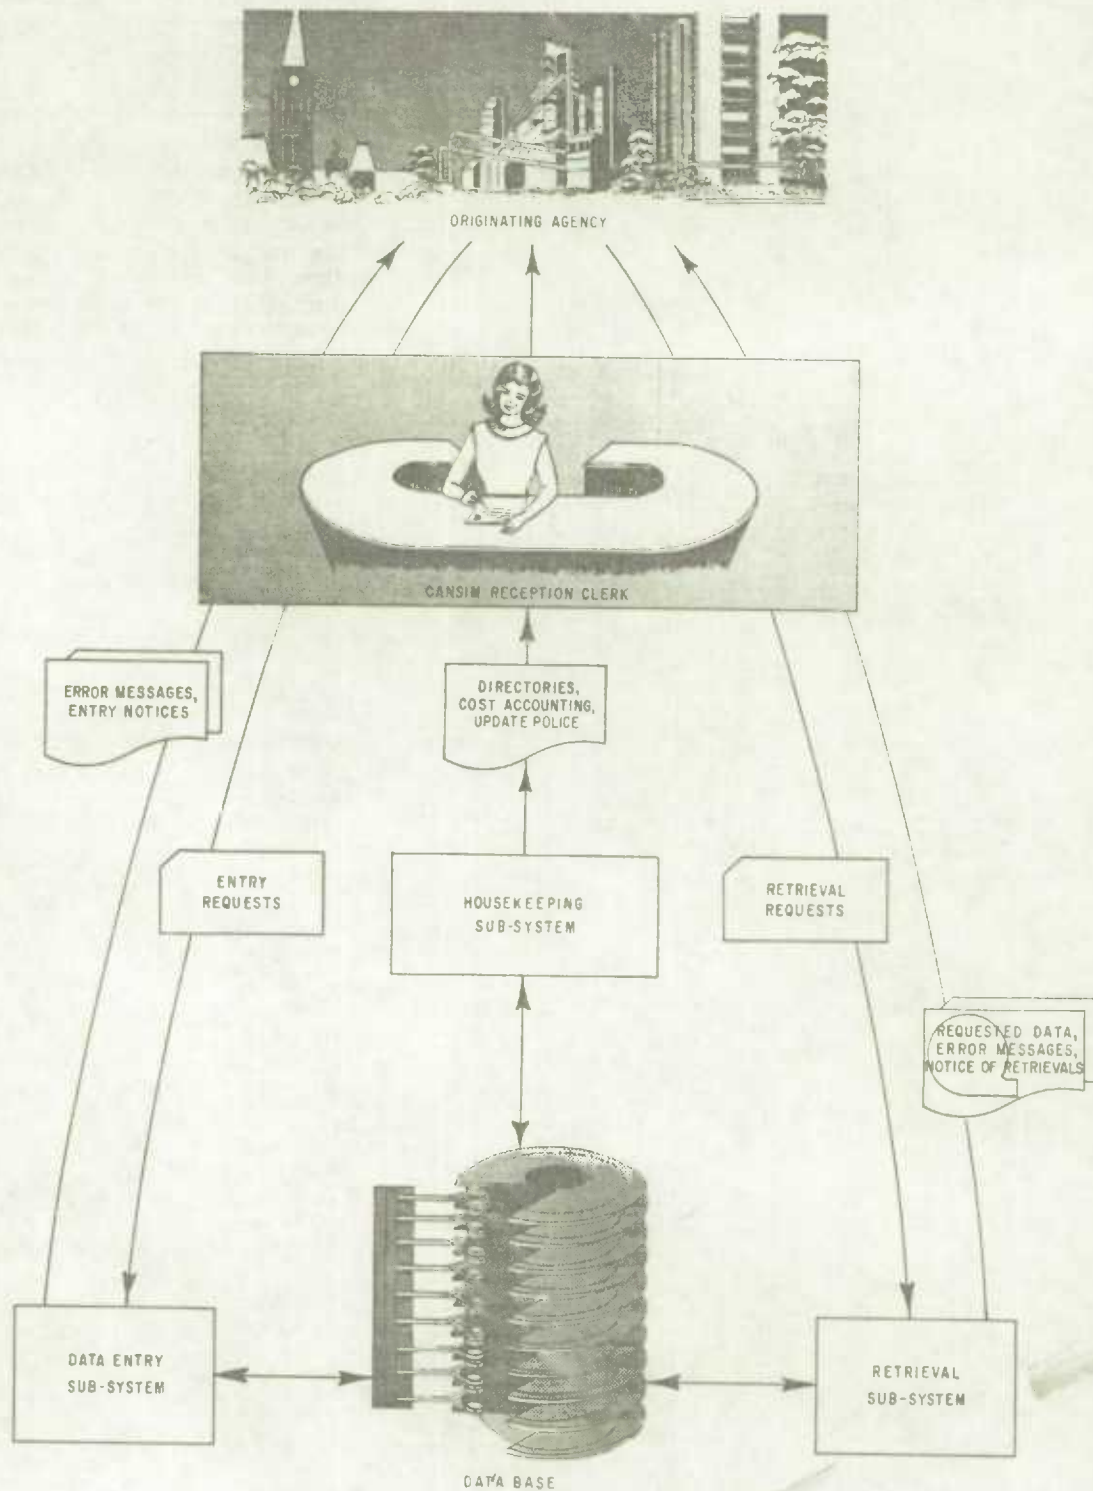 ORIGINATING AGENCY
CANSIM RECEPTION CLERK
ERROR MESSAGES,
ENTRY NOTICES
DIRECTORIES,
COST ACCOUNTING,
UPDATE POLICE
ENTRY
REQUESTS
HOUSEKEEPING
SUB-SYSTEM
RETRIEVAL
REQUESTS
REQUESTED DATA,
ERROR MESSAGES,
NOTICE OF RETRIEVALS
DATA ENTRY
SUB-SYSTEM
RETRIEVAL
SUB-SYSTEM
DATA BASE